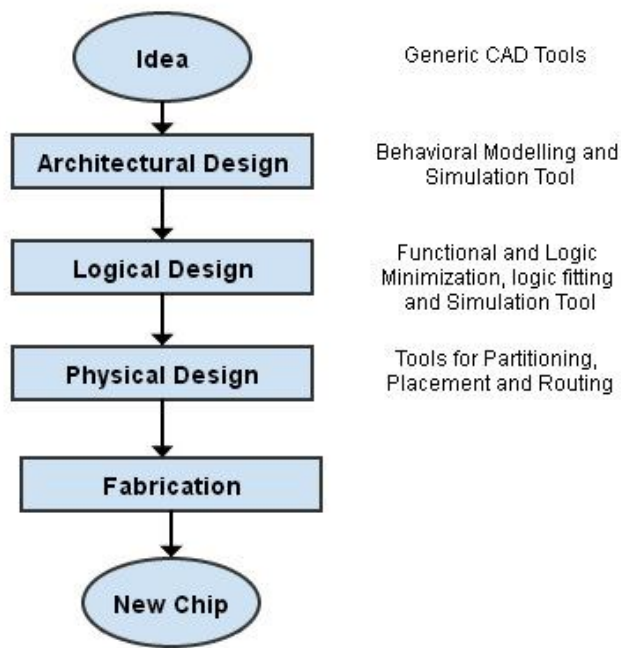 Idea
Generic CAD Tools
Architectural Design
Behavioral Modelling and
Simulation Tool
Logical Design
Functional and Logic
Minimization, logic fitting
and Simulation Tool
Physical Design
Tools for Partitioning,
Placement and Routing
Fabrication
New Chip